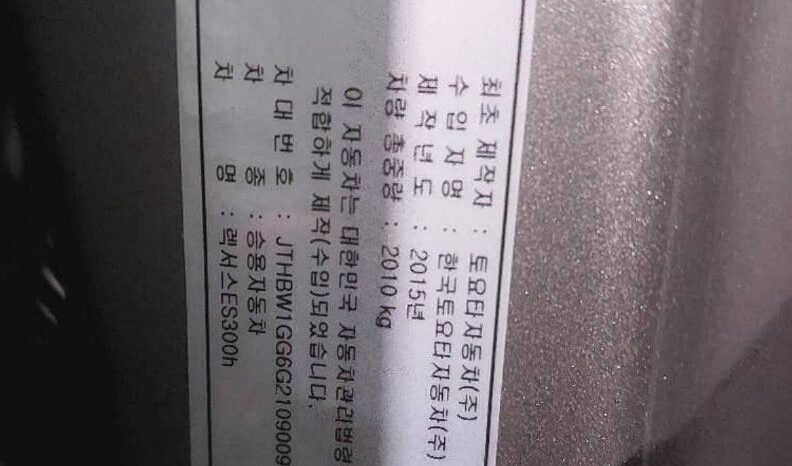 최초 제작자 : 토요타자동차(주)
수입자명 : 한국토요타자동차(주)
제작년도 : 2015년
차량 총중량 : 2010 kg
이 자동차는 대한민국 자동차관리법령
적합하게 제작(수입)되었습니다.
차대번호 : JTHBW1GG6G2109009
차종 : 승용자동차
차명 : 렉서스ES300h